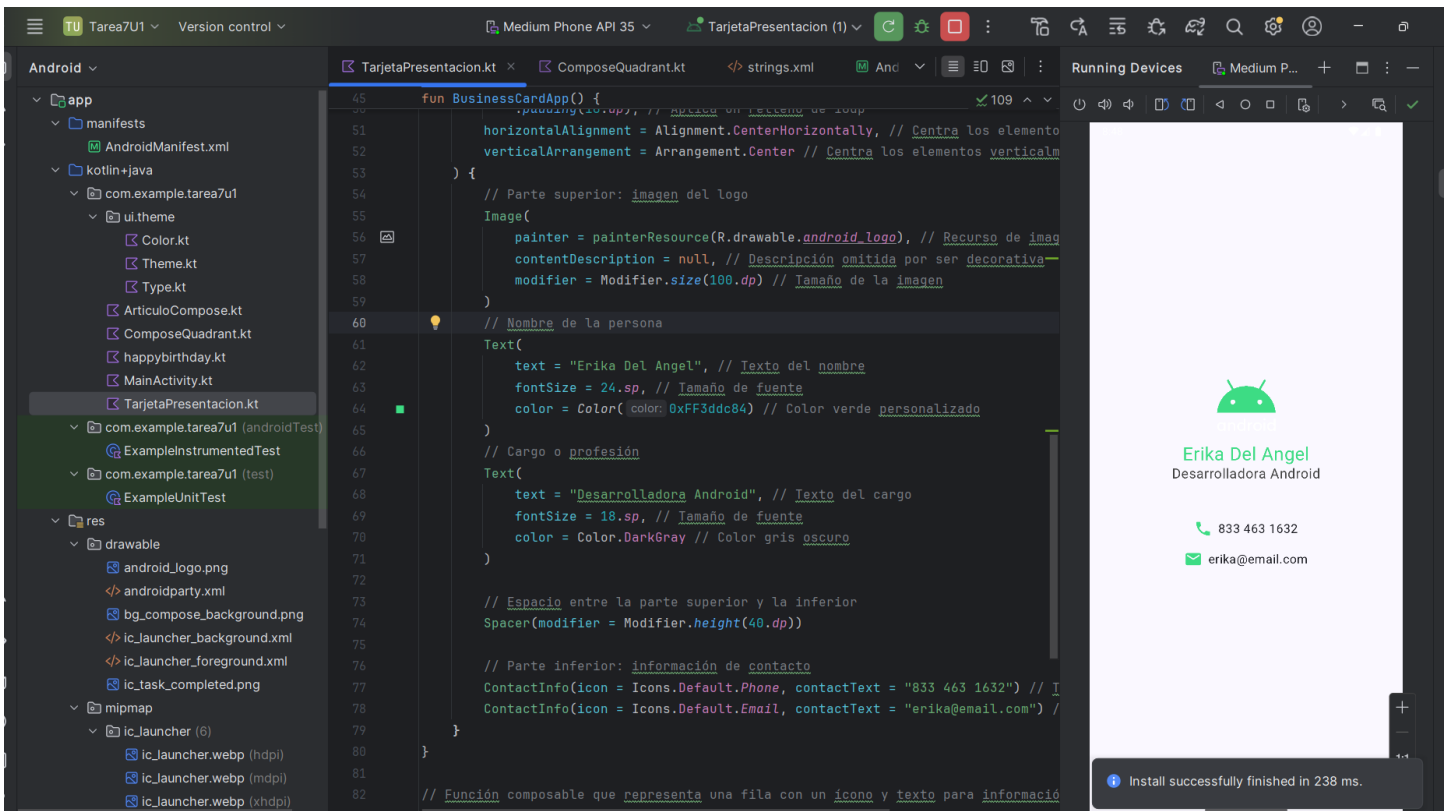 TU Tarea7U1 Version control Medium Phone API 35 TarjetaPresentacion (1)
Android
TarjetaPresentacion.kt ComposeQuadrant.kt strings.xml And
Running Devices Medium P...
app
manifests
AndroidManifest.xml
kotlin+java
com.example.tarea7u1
ui.theme
Color.kt
Theme.kt
Type.kt
ArticuloCompose.kt
ComposeQuadrant.kt
happybirthday.kt
MainActivity.kt
TarjetaPresentacion.kt
com.example.tarea7u1 (androidTest)
ExampleInstrumentedTest
com.example.tarea7u1 (test)
ExampleUnitTest
res
drawable
android_logo.png
androidparty.xml
bg_compose_background.png
ic_launcher_background.xml
ic_launcher_foreground.xml
ic_task_completed.png
mipmap
ic_launcher (6)
ic_launcher.webp (hdpi)
ic_launcher.webp (mdpi)
ic_launcher.webp (xhdpi)
45 fun BusinessCardApp() {
109
51 horizontalAlignment = Alignment.CenterHorizontally, // Centra los elemento
52 verticalArrangement = Arrangement.Center // Centra los elementos verticalm
53 ) {
54 // Parte superior: imagen del logo
55 Image(
56 painter = painterResource(R.drawable.android_logo), // Recurso de imag
57 contentDescription = null, // Descripción omitida por ser decorativa
58 modifier = Modifier.size(100.dp) // Tamaño de la imagen
59 )
60 // Nombre de la persona
61 Text(
62 text = "Erika Del Angel", // Texto del nombre
63 fontSize = 24.sp, // Tamaño de fuente
64 color = Color( color: 0xFF3ddc84) // Color verde personalizado
65 )
66 // Cargo o profesión
67 Text(
68 text = "Desarrolladora Android", // Texto del cargo
69 fontSize = 18.sp, // Tamaño de fuente
70 color = Color.DarkGray // Color gris oscuro
71 )
72
73 // Espacio entre la parte superior y la inferior
74 Spacer(modifier = Modifier.height(40.dp))
75
76 // Parte inferior: información de contacto
77 ContactInfo(icon = Icons.Default.Phone, contactText = "833 463 1632") // T
78 ContactInfo(icon = Icons.Default.Email, contactText = "erika@email.com") /
79 }
80 }
81
82 // Función composable que representa una fila con un ícono y texto para informació
android
Erika Del Angel
Desarrolladora Android
833 463 1632
erika@email.com
1:1
Install successfully finished in 238 ms.